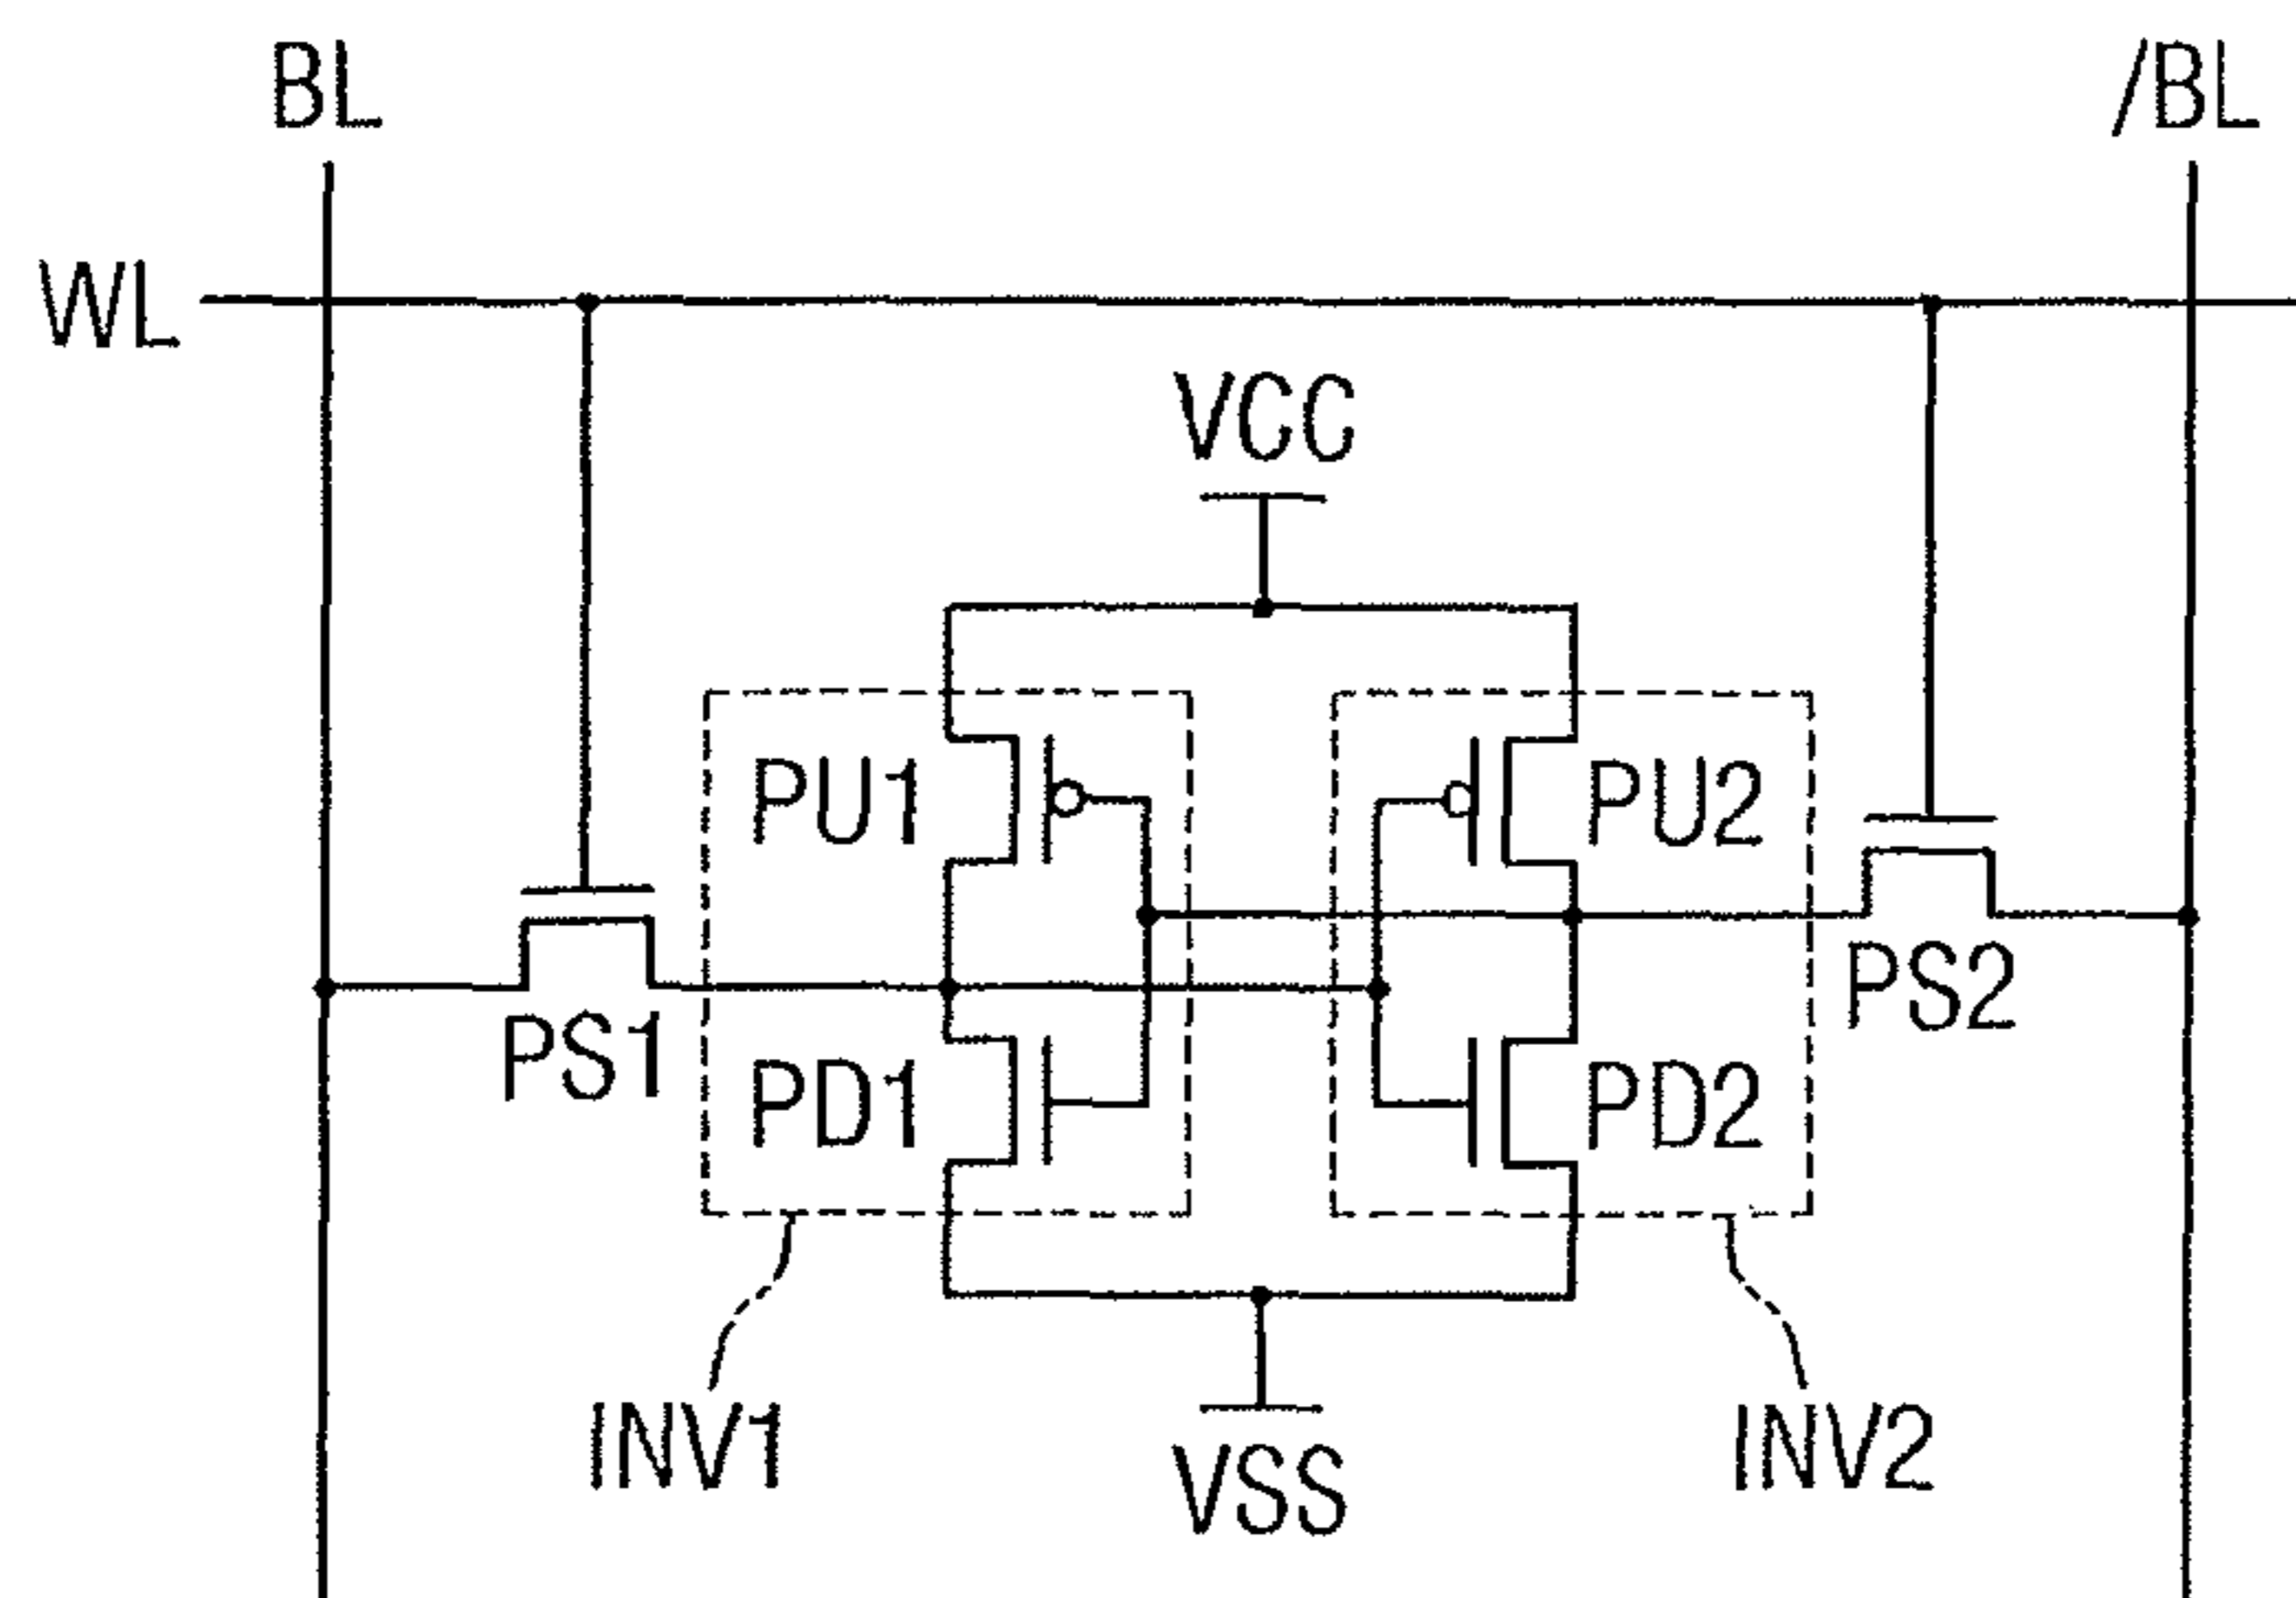 BL
/BL
WL
VCC
PU1
PU2
PS1
PS2
PD1
PD2
INV1
INV2
VSS